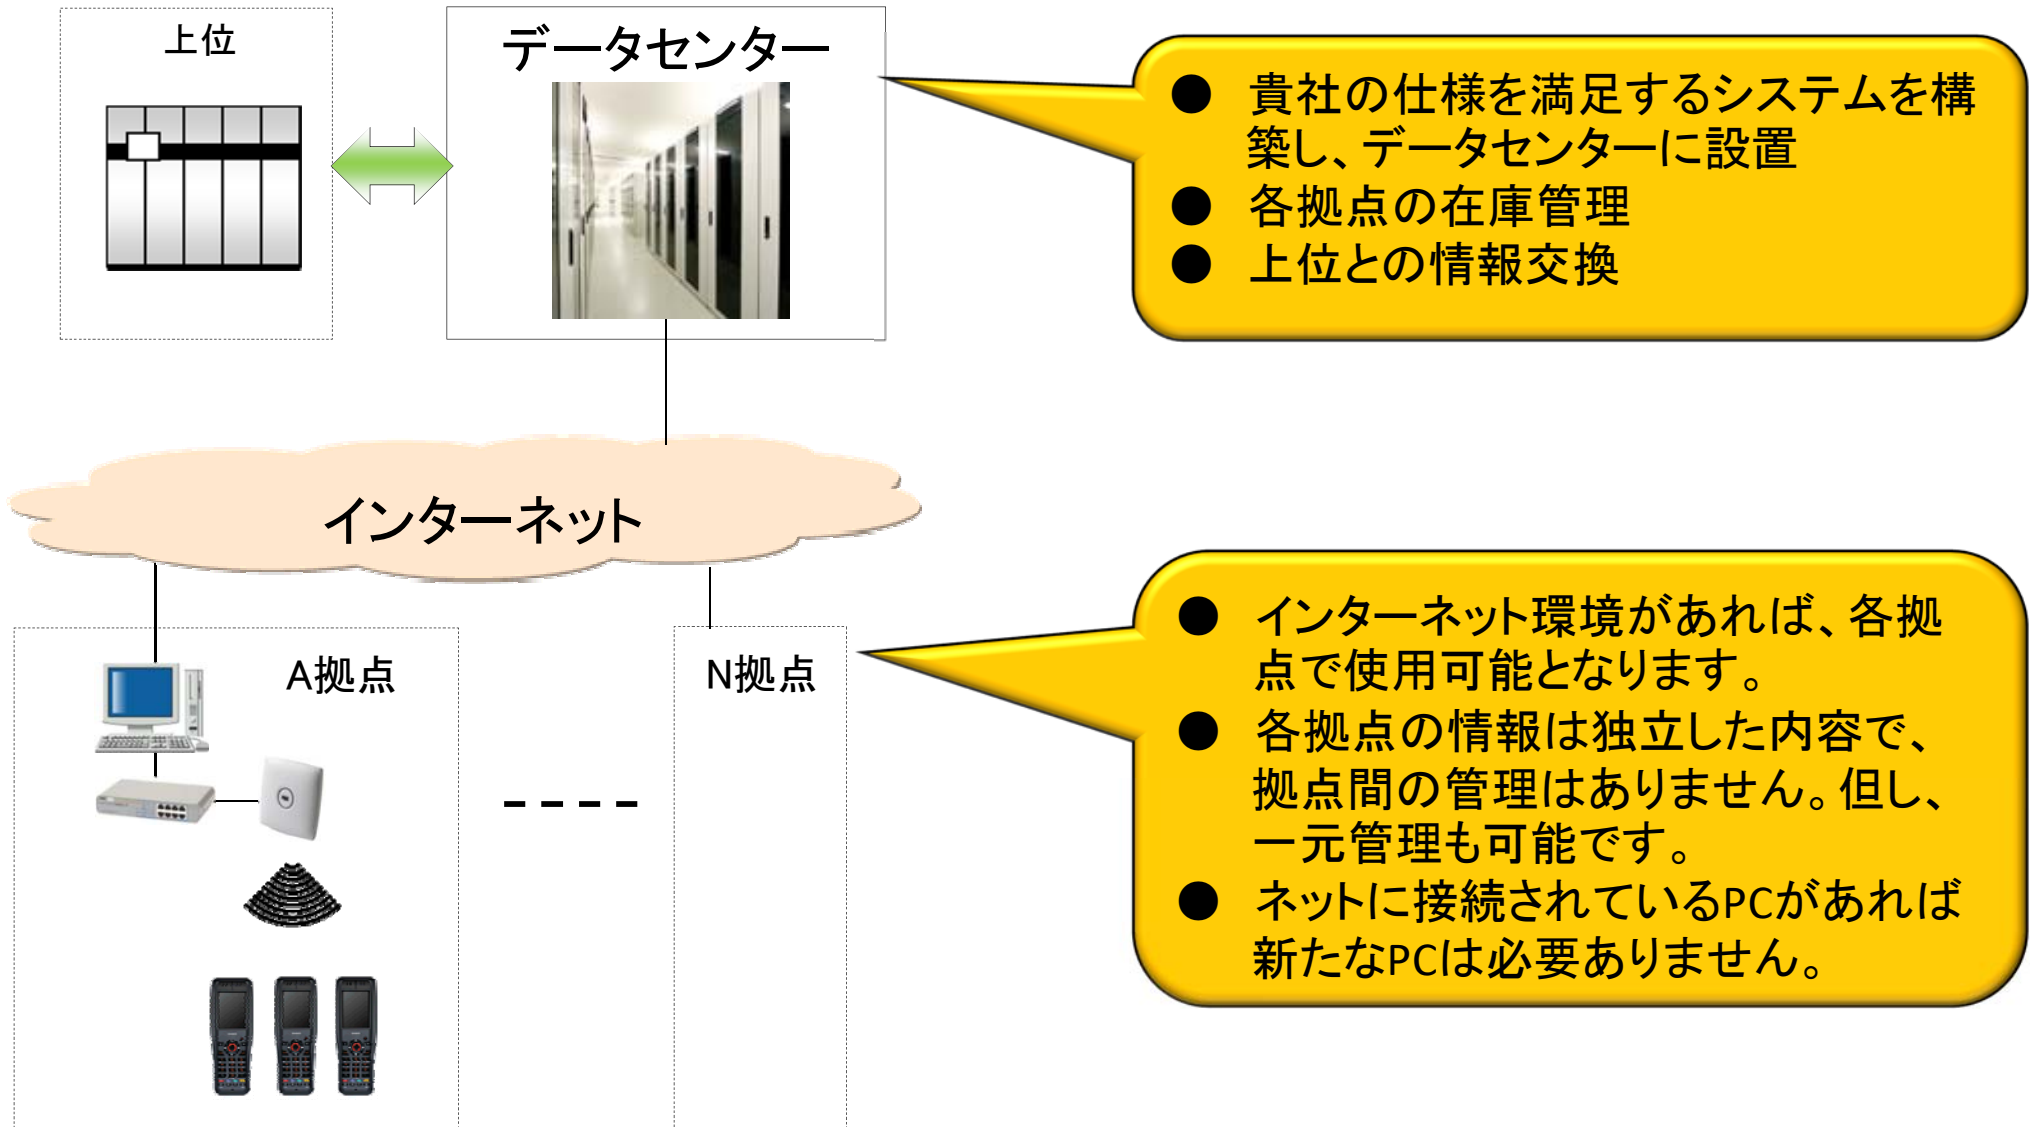 上位
データセンター
● 貴社の仕様を満足するシステムを構
築し、データセンターに設置
● 各拠点の在庫管理
● 上位との情報交換
インターネット
A拠点
N拠点
● インターネット環境があれば、各拠
点で使用可能となります。
● 各拠点の情報は独立した内容で、
拠点間の管理はありません。但し、
一元管理も可能です。
● ネットに接続されているPCがあれば
新たなPCは必要ありません。